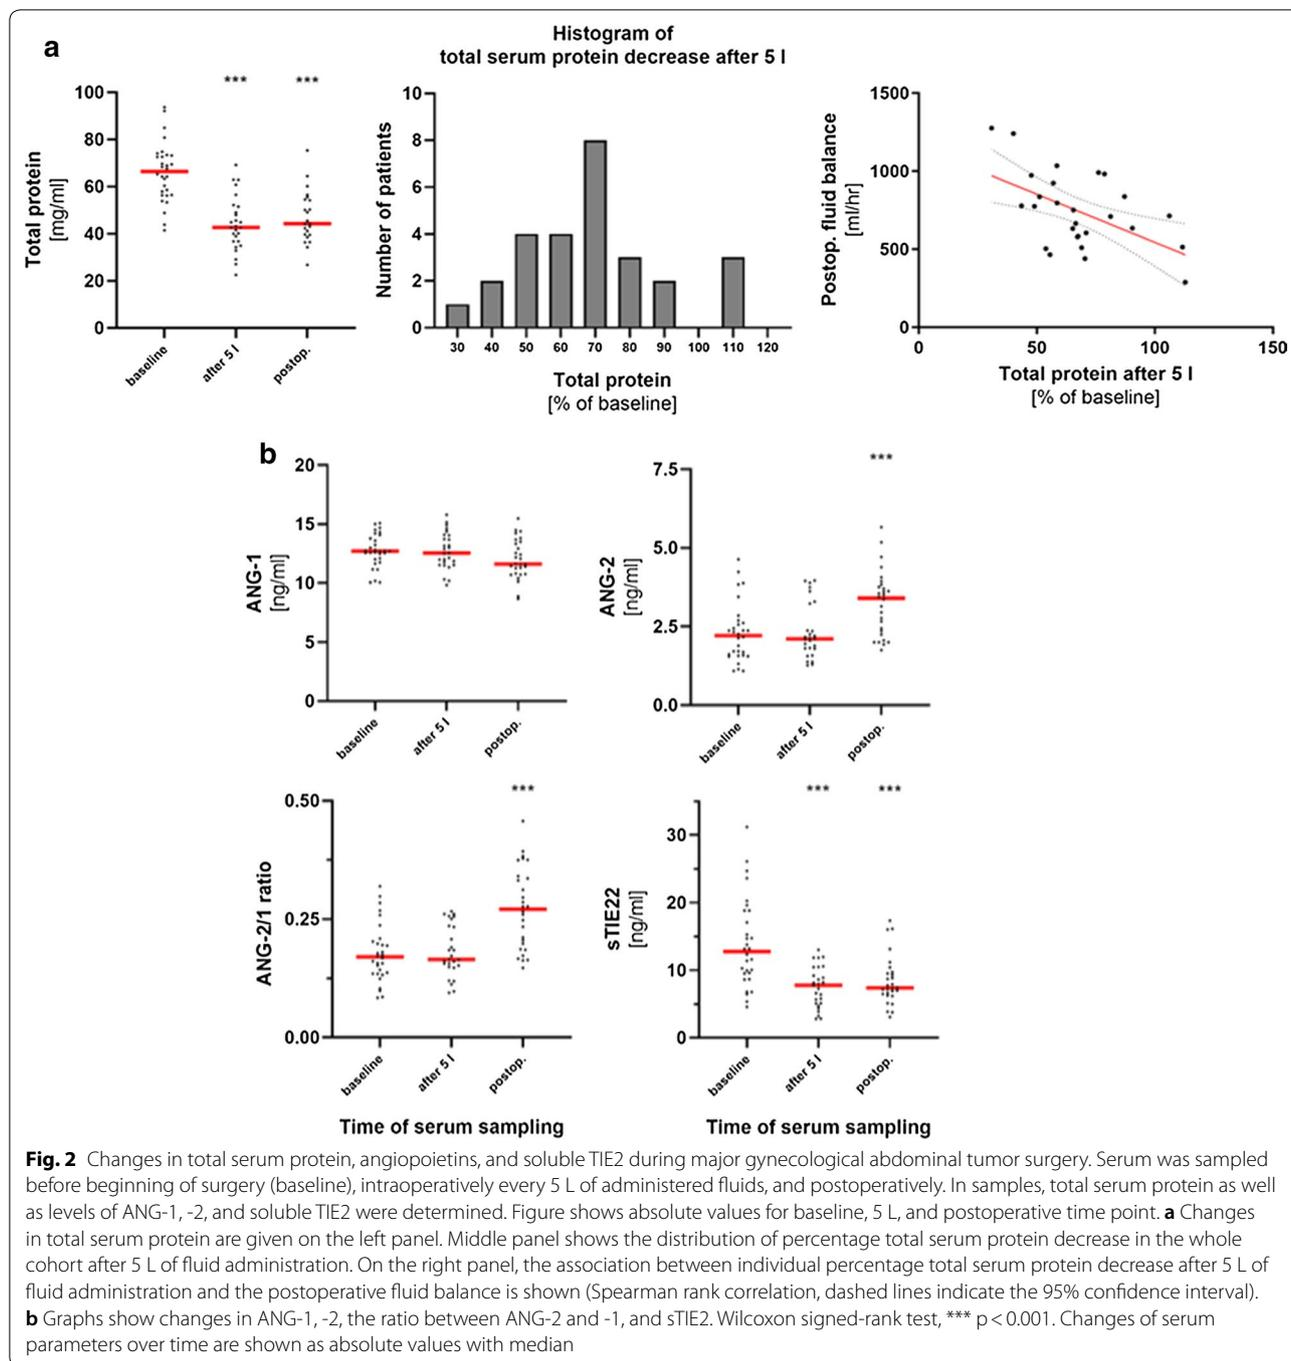 a
Histogram of
total serum protein decrease after 5 l
*** ***
Total protein
[mg/ml]
100
80
60
40
20
0
baseline
after 5 l
postop.
Number of patients
10
8
6
4
2
0
30 40 50 60 70 80 90 100 110 120
Total protein
[% of baseline]
Postop. fluid balance
[ml/hr]
1500
1000
500
0
0 50 100 150
Total protein after 5 l
[% of baseline]
b
ANG-1
[ng/ml]
20
15
10
5
0
baseline
after 5 l
postop.
***
ANG-2
[ng/ml]
7.5
5.0
2.5
0.0
baseline
after 5 l
postop.
***
ANG-2/1 ratio
0.50
0.25
0.00
baseline
after 5 l
postop.
Time of serum sampling
*** ***
sTIE22
[ng/ml]
30
20
10
0
baseline
after 5 l
postop.
Time of serum sampling
Fig. 2 Changes in total serum protein, angiopoietins, and soluble TIE2 during major gynecological abdominal tumor surgery. Serum was sampled
before beginning of surgery (baseline), intraoperatively every 5 L of administered fluids, and postoperatively. In samples, total serum protein as well
as levels of ANG-1, -2, and soluble TIE2 were determined. Figure shows absolute values for baseline, 5 L, and postoperative time point. a Changes
in total serum protein are given on the left panel. Middle panel shows the distribution of percentage total serum protein decrease in the whole
cohort after 5 L of fluid administration. On the right panel, the association between individual percentage total serum protein decrease after 5 L of
fluid administration and the postoperative fluid balance is shown (Spearman rank correlation, dashed lines indicate the 95% confidence interval).
b Graphs show changes in ANG-1, -2, the ratio between ANG-2 and -1, and sTIE2. Wilcoxon signed-rank test, *** p < 0.001. Changes of serum
parameters over time are shown as absolute values with median